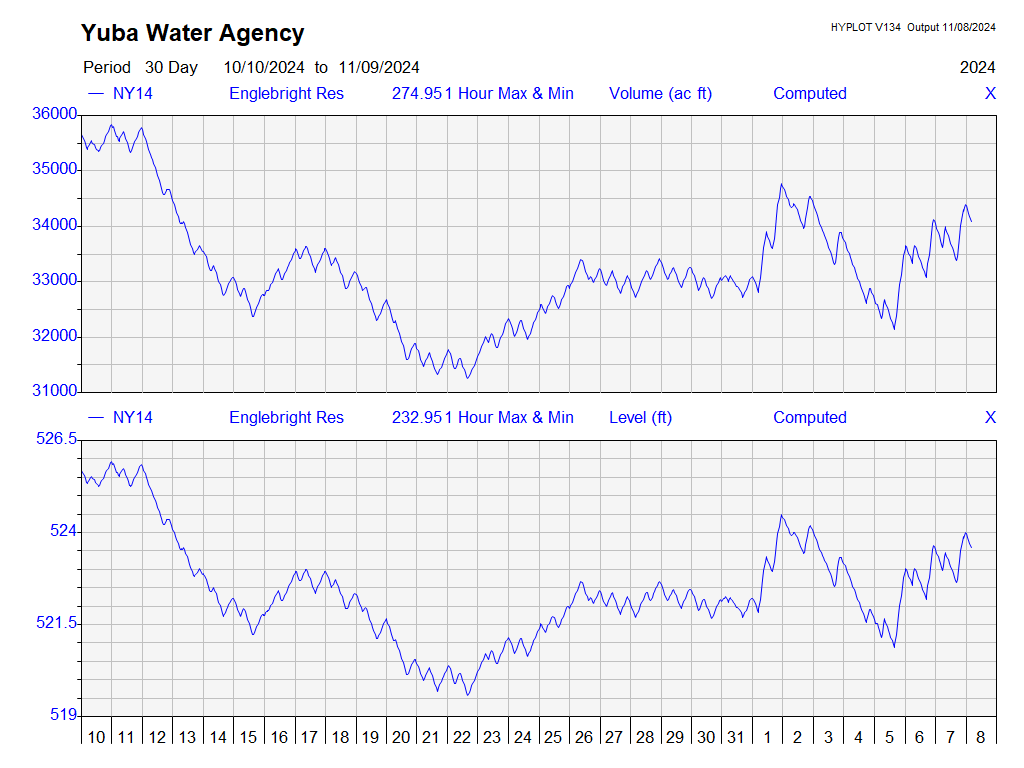 Yuba Water Agency
HYPLOT V134 Output 11/08/2024
Period 30 Day 10/10/2024 to 11/09/2024 2024
NY14 Englebright Res 274.951 Hour Max & Min Volume (ac ft) Computed X
36000
35000
34000
33000
32000
31000
NY14 Englebright Res 232.951 Hour Max & Min Level (ft) Computed X
526.5
524
521.5
519
10 11 12 13 14 15 16 17 18 19 20 21 22 23 24 25 26 27 28 29 30 31 1 2 3 4 5 6 7 8